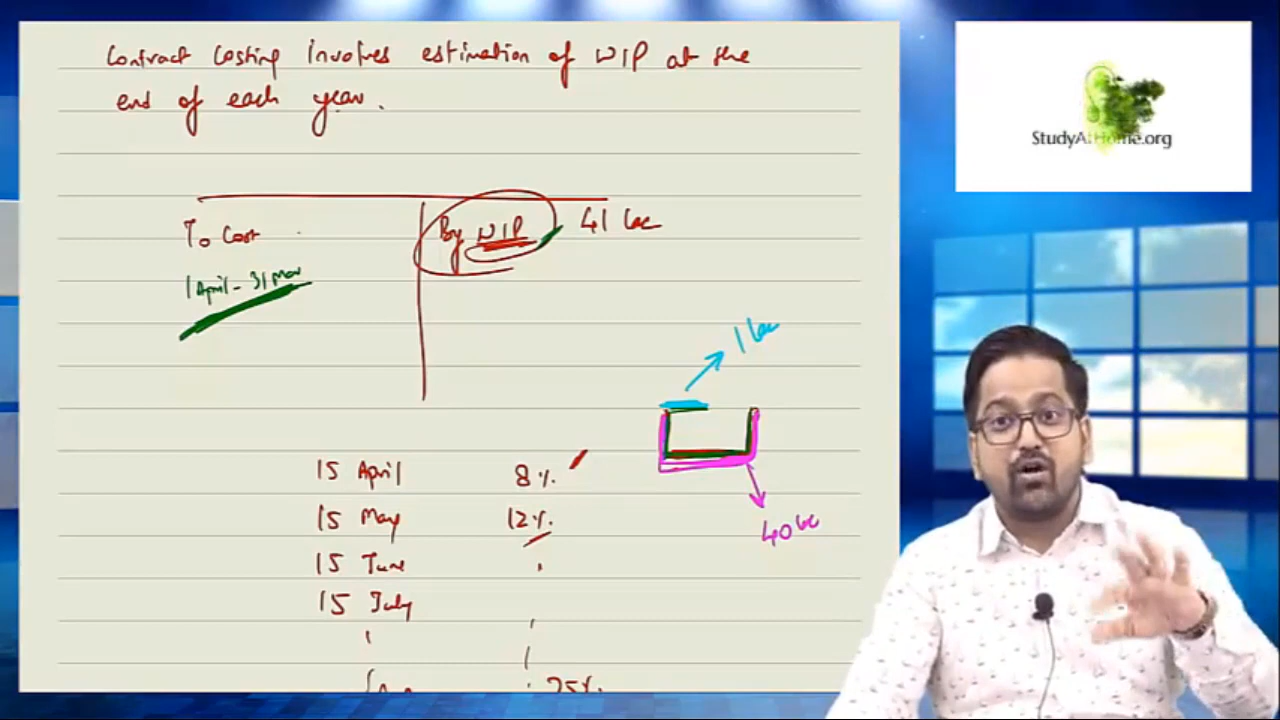 Contract Costing involves estimation of WIP at the
end of each year.
StudyAtHome.org
To Cost
By WIP 41 lac
1 April - 31 Mar
1 lac
15 April 8%
15 May 12%
40 lac
15 June
15 July
25%